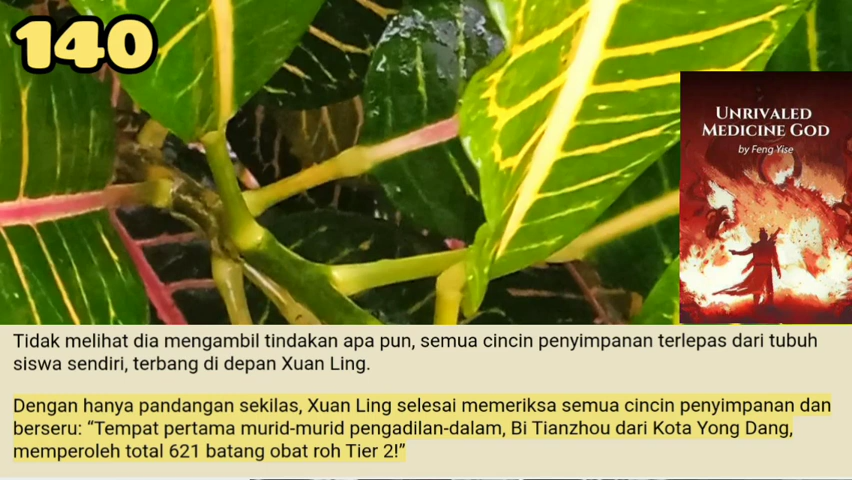 140
UNRIVALED
MEDICINE GOD
by Feng Yise
Tidak melihat dia mengambil tindakan apa pun, semua cincin penyimpanan terlepas dari tubuh
siswa sendiri, terbang di depan Xuan Ling.
Dengan hanya pandangan sekilas, Xuan Ling selesai memeriksa semua cincin penyimpanan dan
berseru: “Tempat pertama murid-murid pengadilan-dalam, Bi Tianzhou dari Kota Yong Dang,
memperoleh total 621 batang obat roh Tier 2!”